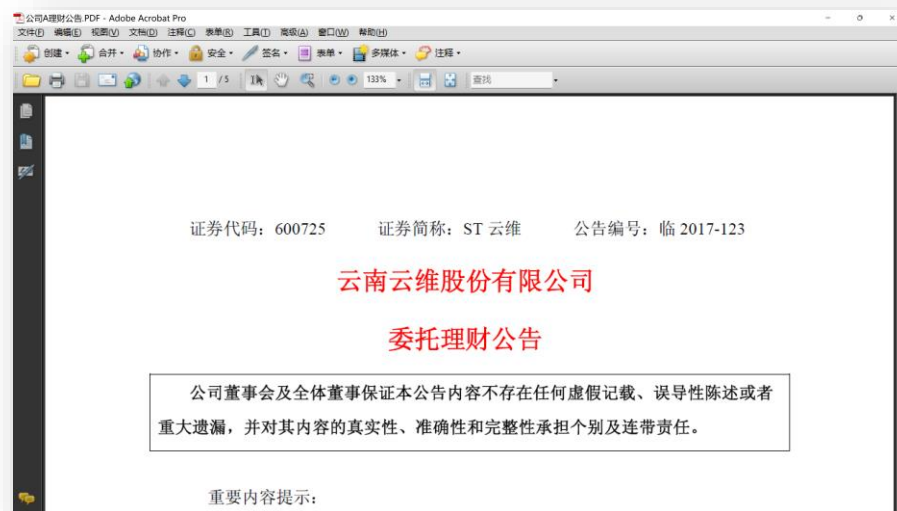 公司A理财公告.PDF - Adobe Acrobat Pro
文件(F) 编辑(E) 视图(V) 文档(D) 注释(C) 表单(R) 工具(T) 高级(A) 窗口(W) 帮助(H)
创建 合并 协作 安全 签名 表单 多媒体 注释
1 /5 133% 查找
证券代码：600725 证券简称：ST 云维 公告编号：临 2017-123
云南云维股份有限公司
委托理财公告
公司董事会及全体董事保证本公告内容不存在任何虚假记载、误导性陈述或者
重大遗漏，并对其内容的真实性、准确性和完整性承担个别及连带责任。
重要内容提示：